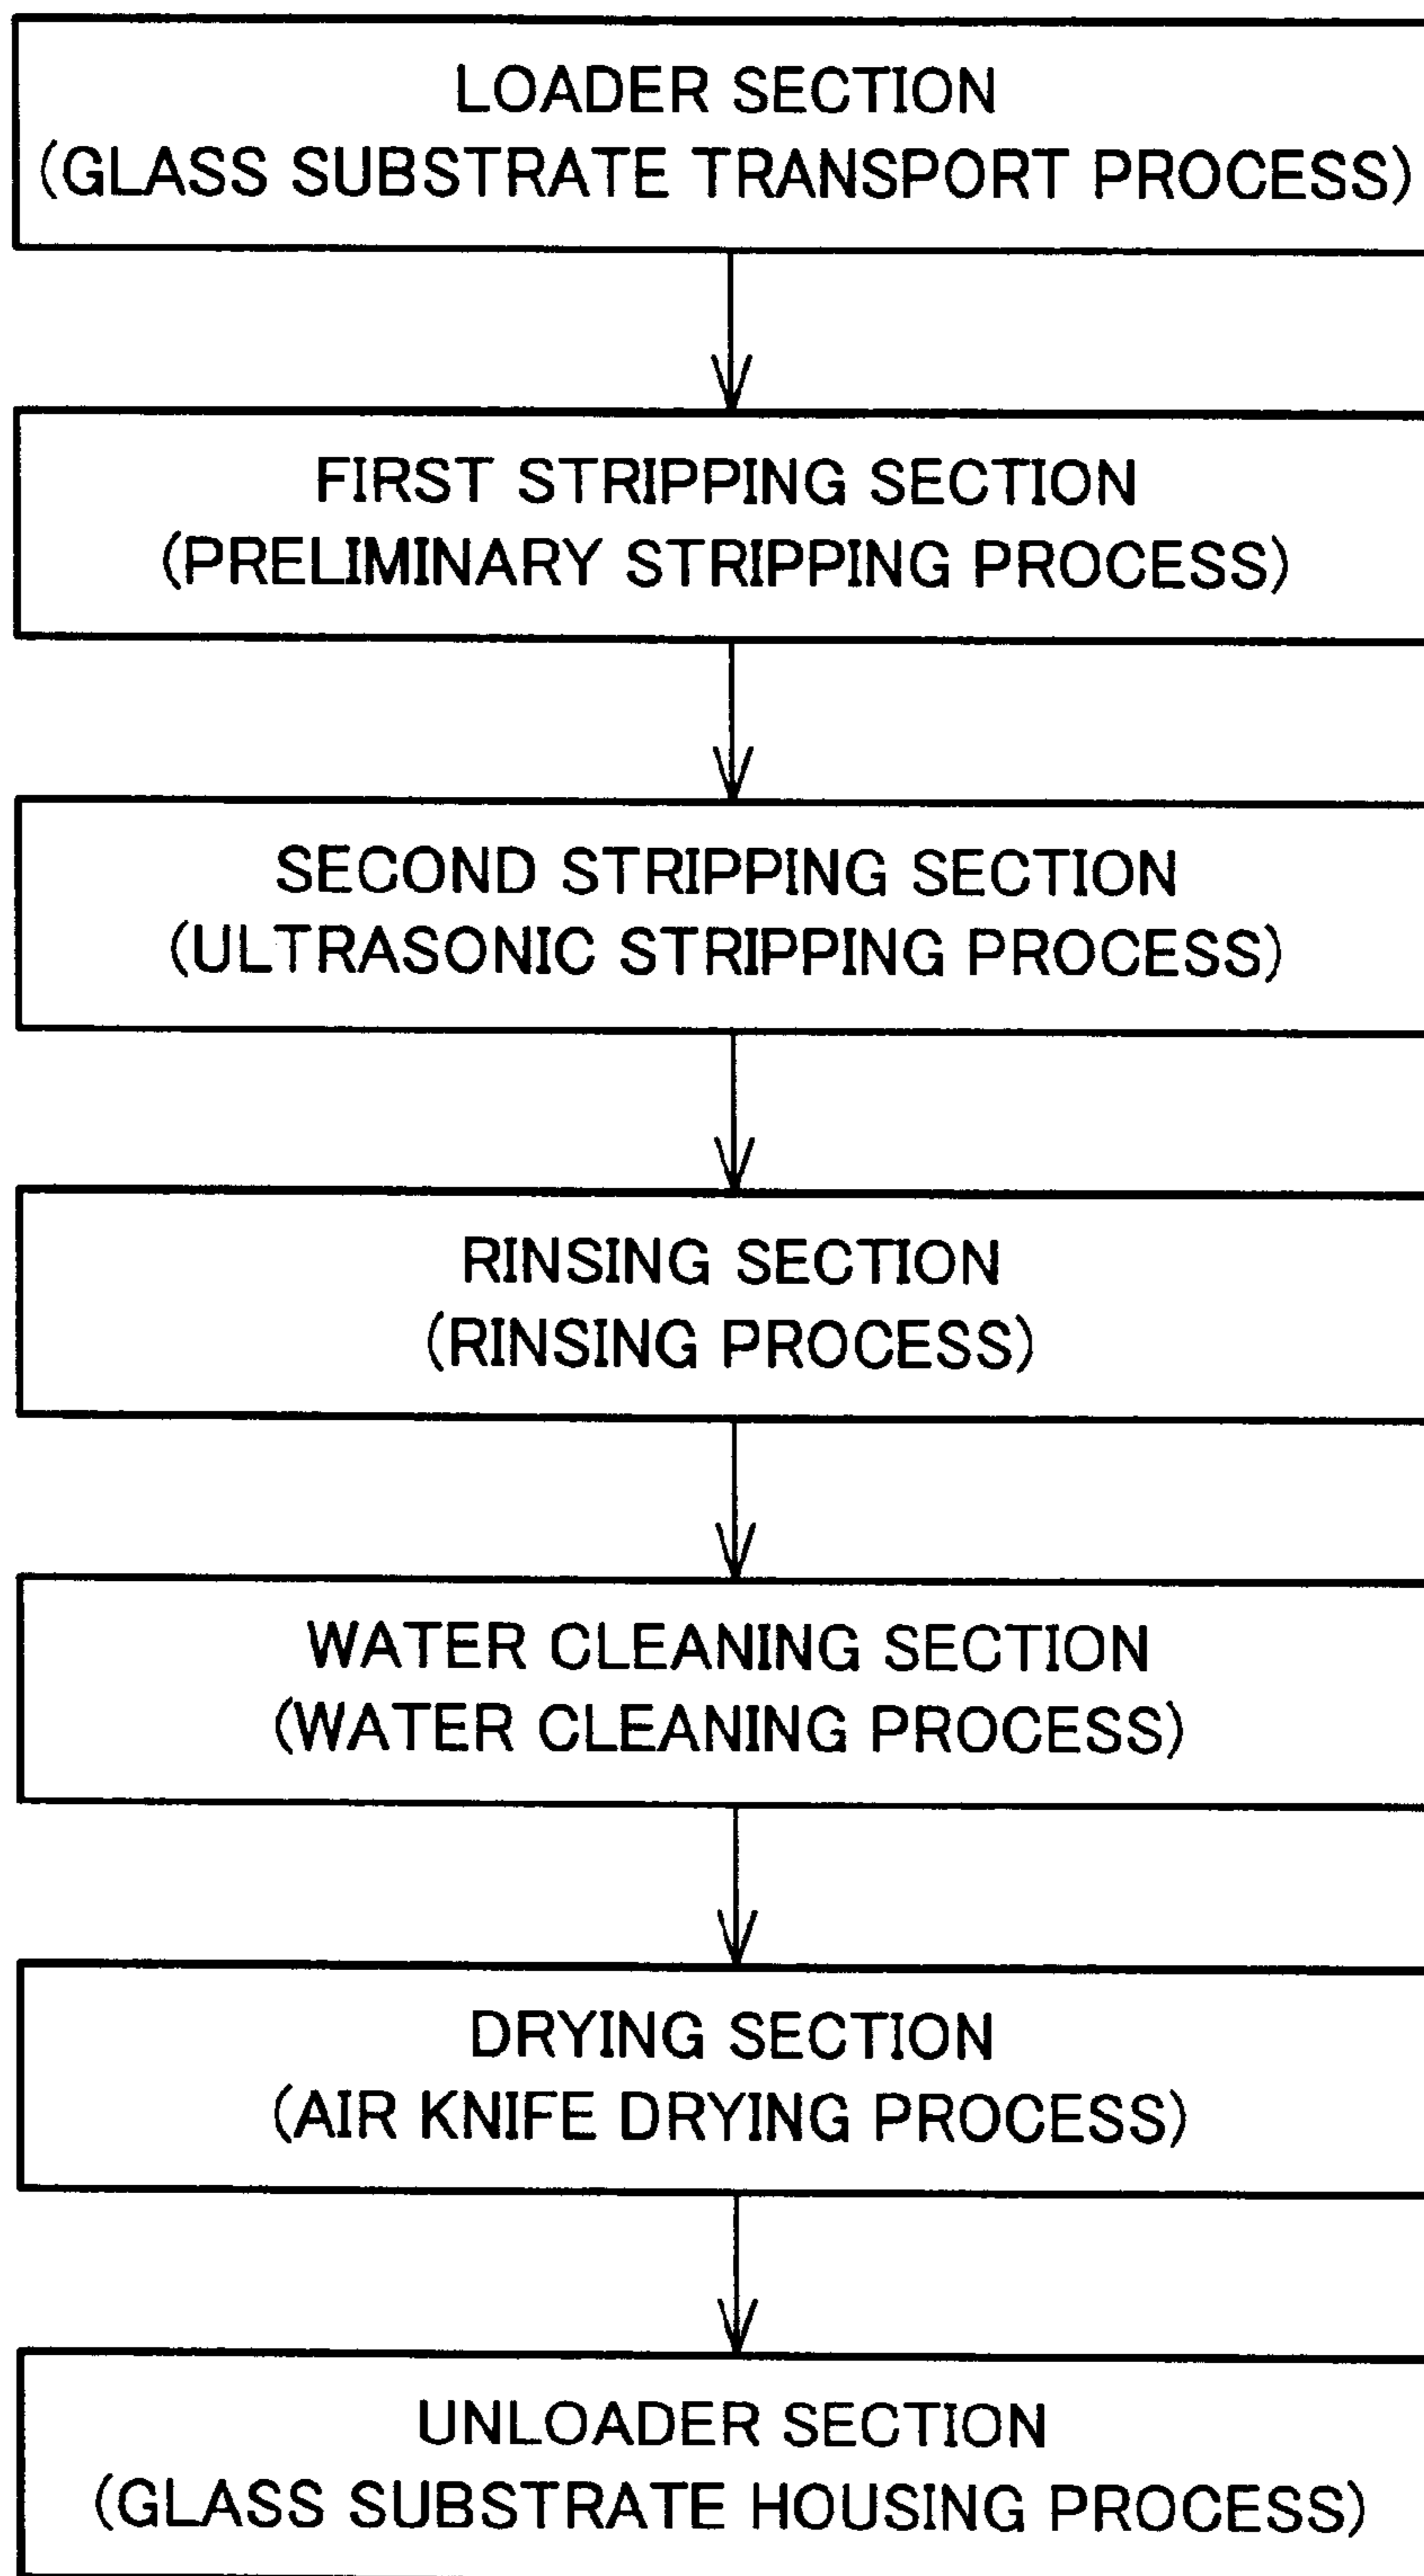 LOADER SECTION
(GLASS SUBSTRATE TRANSPORT PROCESS)
FIRST STRIPPING SECTION
(PRELIMINARY STRIPPING PROCESS)
SECOND STRIPPING SECTION
(ULTRASONIC STRIPPING PROCESS)
RINSING SECTION
(RINSING PROCESS)
WATER CLEANING SECTION
(WATER CLEANING PROCESS)
DRYING SECTION
(AIR KNIFE DRYING PROCESS)
UNLOADER SECTION
(GLASS SUBSTRATE HOUSING PROCESS)